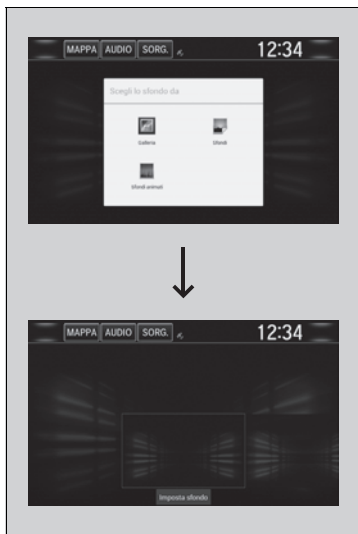 MAPPA AUDIO SORG. 12:34
Scegli lo sfondo da
Galleria Sfondi
Sfondi animati
MAPPA AUDIO SORG. 12:34
Imposta sfondo